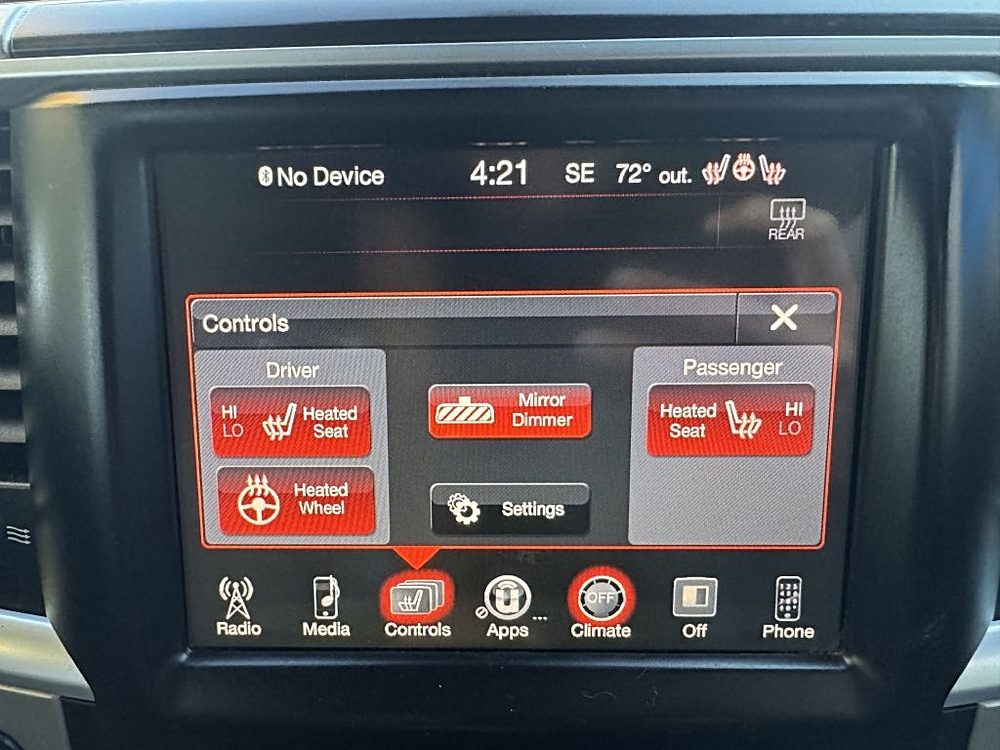 No Device 4:21 SE 72° out.
REAR
Controls
Driver
HI
LO
Heated
Seat
Heated
Wheel
Mirror
Dimmer
Settings
Passenger
Heated
Seat
HI
LO
Radio Media Controls Apps ... OFF Climate Off Phone